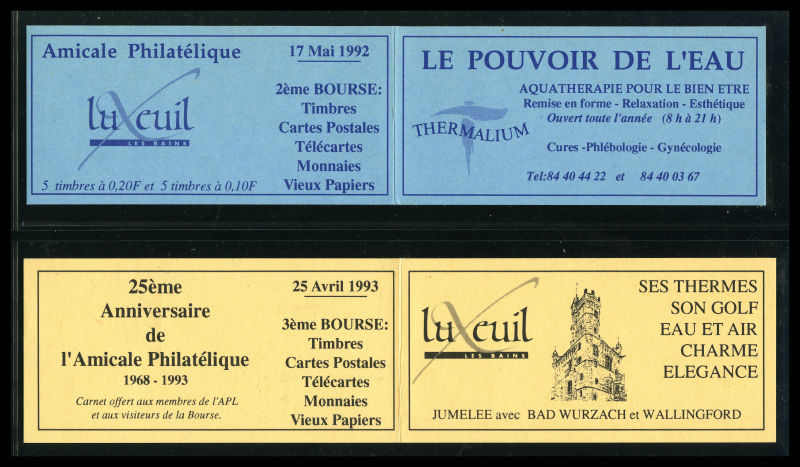 Amicale Philatélique
17 Mai 1992
luXeuil
LES BAINS
2ème BOURSE:
Timbres
Cartes Postales
Télécartes
Monnaies
Vieux Papiers
5 timbres à 0,20F et 5 timbres à 0,10F
LE POUVOIR DE L'EAU
AQUATHERAPIE POUR LE BIEN ETRE
Remise en forme - Relaxation - Esthétique
Ouvert toute l'année (8 h à 21 h)
THERMALIUM
Cures -Phlébologie - Gynécologie
Tel:84 40 44 22 et 84 40 03 67
25ème
Anniversaire
de
l'Amicale Philatélique
1968 - 1993
Carnet offert aux membres de l'APL
et aux visiteurs de la Bourse.
25 Avril 1993
3ème BOURSE:
Timbres
Cartes Postales
Télécartes
Monnaies
Vieux Papiers
luXeuil
LES BAINS
SES THERMES
SON GOLF
EAU ET AIR
CHARME
ELEGANCE
JUMELEE avec BAD WURZACH et WALLINGFORD